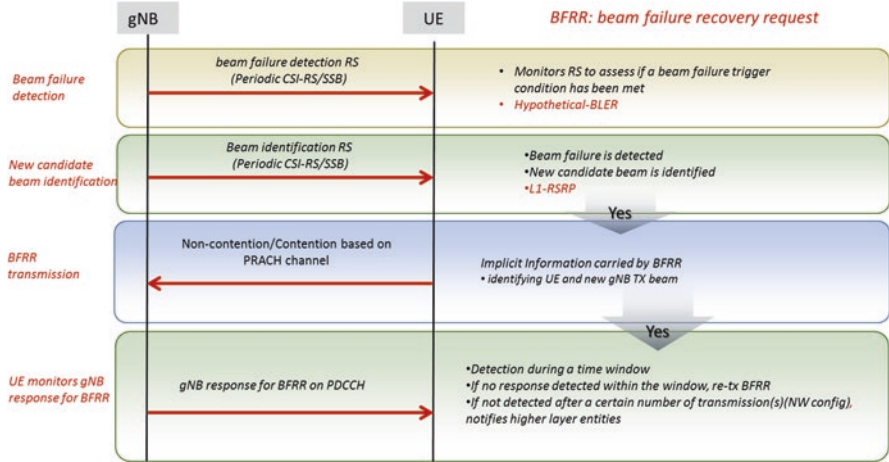 gNB
UE
BFRR: beam failure recovery request
Beam failure
detection
beam failure detection RS
(Periodic CSI-RS/SSB)
• Monitors RS to assess if a beam failure trigger
condition has been met
• Hypothetical-BLER
New candidate
beam identification
Beam identification RS
(Periodic CSI-RS/SSB)
•Beam failure is detected
•New candidate beam is identified
•L1-RSRP
Yes
BFRR
transmission
Non-contention/Contention based on
PRACH channel
Implicit Information carried by BFRR
• identifying UE and new gNB TX beam
Yes
UE monitors gNB
response for BFRR
gNB response for BFRR on PDCCH
•Detection during a time window
•If no response detected within the window, re-tx BFRR
•If not detected after a certain number of transmission(s)(NW config),
notifies higher layer entities